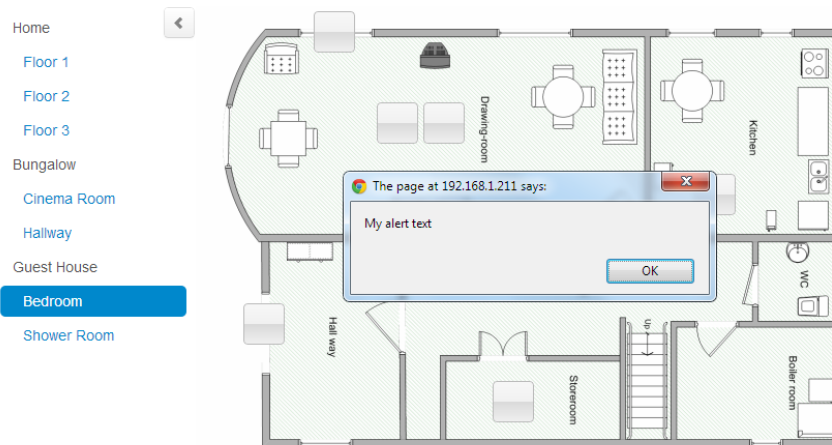 Home
Floor 1
Floor 2
Floor 3
Bungalow
Cinema Room
Hallway
Guest House
Bedroom
Shower Room
Drawing-room
Kitchen
The page at 192.168.1.211 says:
My alert text
OK
WC
Hall way
Up
Storeroom
Boiler room